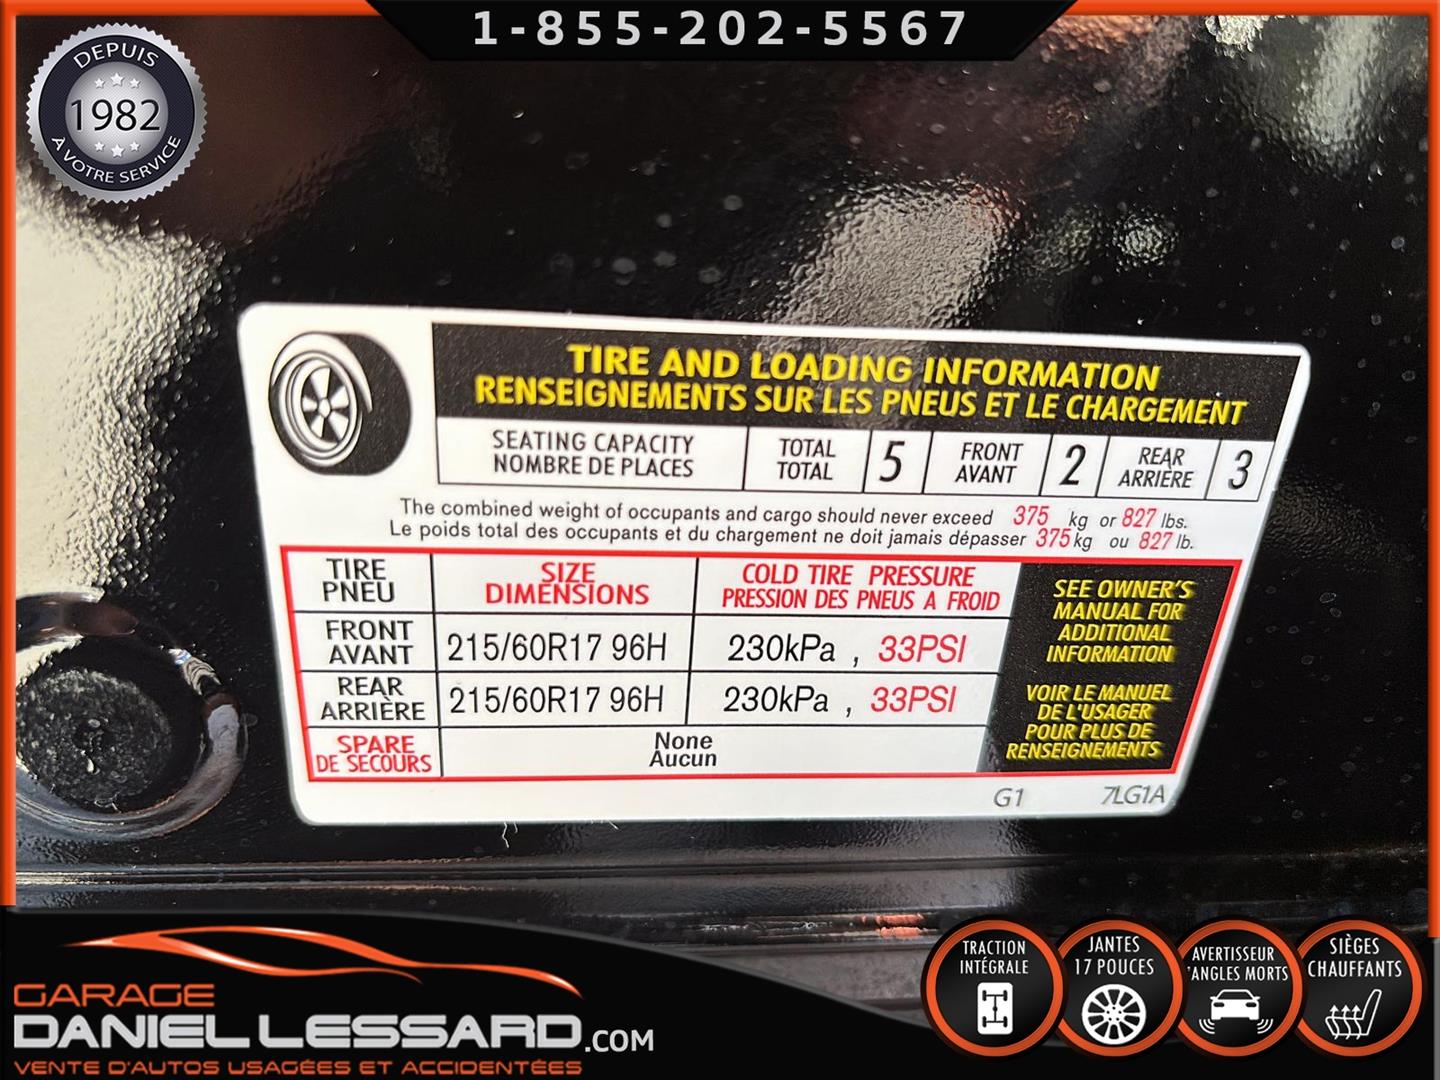 1-855-202-5567
DEPUIS
1982
À VOTRE SERVICE
TIRE AND LOADING INFORMATION
RENSEIGNEMENTS SUR LES PNEUS ET LE CHARGEMENT
SEATING CAPACITY
NOMBRE DE PLACES
TOTAL
TOTAL
5
FRONT
AVANT
2
REAR
ARRIÈRE
3
The combined weight of occupants and cargo should never exceed 375 kg or 827 lbs.
Le poids total des occupants et du chargement ne doit jamais dépasser 375 kg ou 827 lb.
TIRE
PNEU
SIZE
DIMENSIONS
COLD TIRE PRESSURE
PRESSION DES PNEUS A FROID
FRONT
AVANT
215/60R17 96H
230kPa , 33PSI
REAR
ARRIÈRE
215/60R17 96H
230kPa , 33PSI
SPARE
DE SECOURS
None
Aucun
SEE OWNER'S
MANUAL FOR
ADDITIONAL
INFORMATION
VOIR LE MANUEL
DE L'USAGER
POUR PLUS DE
RENSEIGNEMENTS
G1 7LG1A
GARAGE
DANIEL LESSARD.COM
VENTE D'AUTOS USAGÉES ET ACCIDENTÉES
TRACTION
INTÉGRALE
JANTES
17 POUCES
AVERTISSEUR
'ANGLES MORTS
SIÈGES
CHAUFFANTS